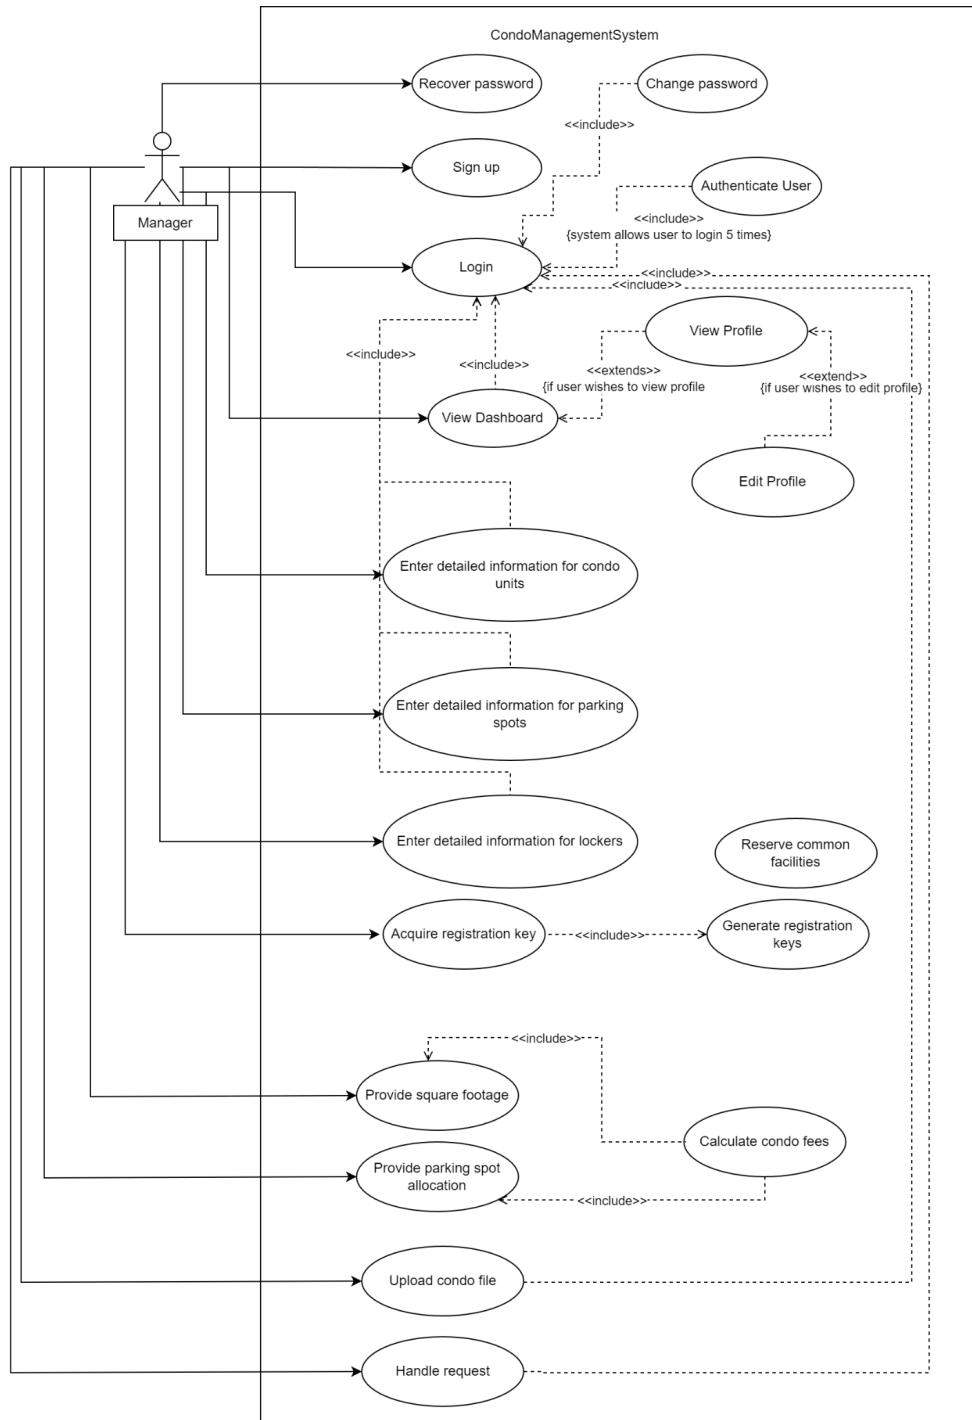 CondoManagementSystem
Recover password
Change password
<<include>>
Sign up
Authenticate User
Manager
<<include>>
{system allows user to login 5 times}
Login
<<include>>
<<include>>
View Profile
<<include>>
<<include>>
<<extends>>
{if user wishes to view profile
<<extend>>
{if user wishes to edit profile}
View Dashboard
Edit Profile
Enter detailed information for condo
units
Enter detailed information for parking
spots
Enter detailed information for lockers
Reserve common
facilities
Acquire registration key
<<include>>
Generate registration
keys
<<include>>
Provide square footage
Calculate condo fees
Provide parking spot
allocation
<<include>>
Upload condo file
Handle request